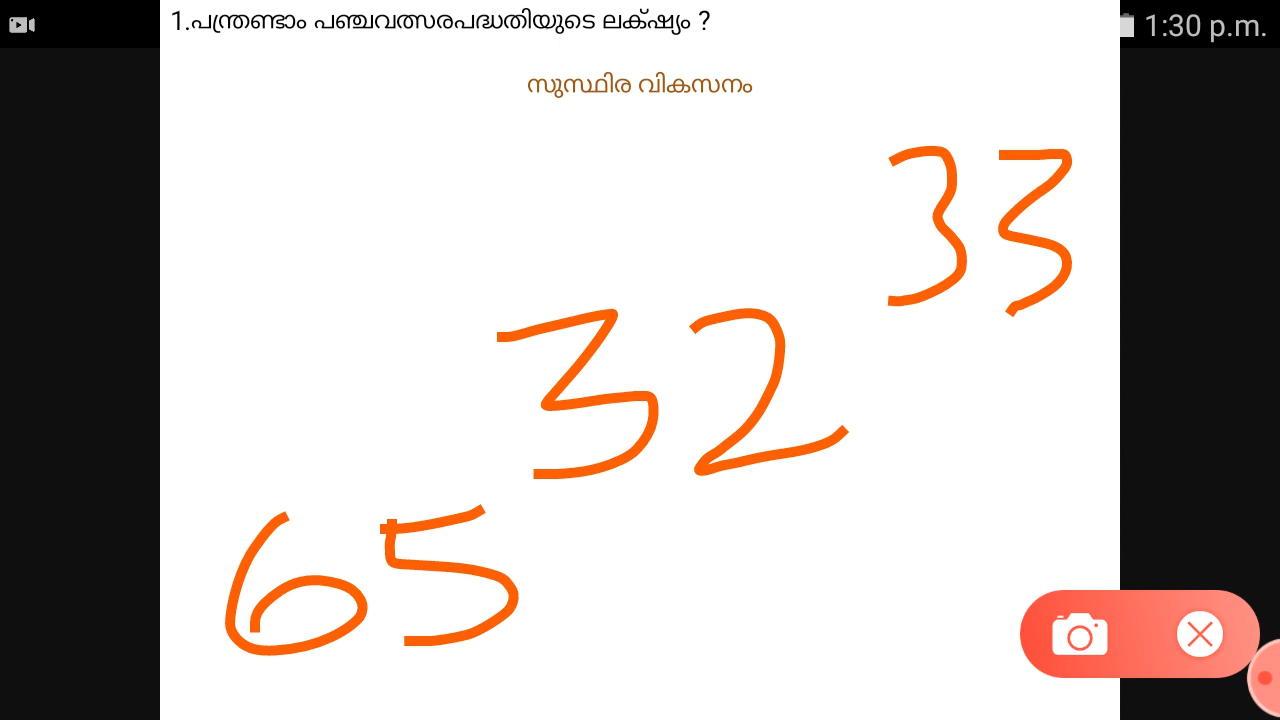 1:30 p.m.
1.പന്ത്രണ്ടാം പഞ്ചവത്സരപദ്ധതിയുടെ ലക്ഷ്യം ?
സുസ്ഥിര വികസനം
33
32
65